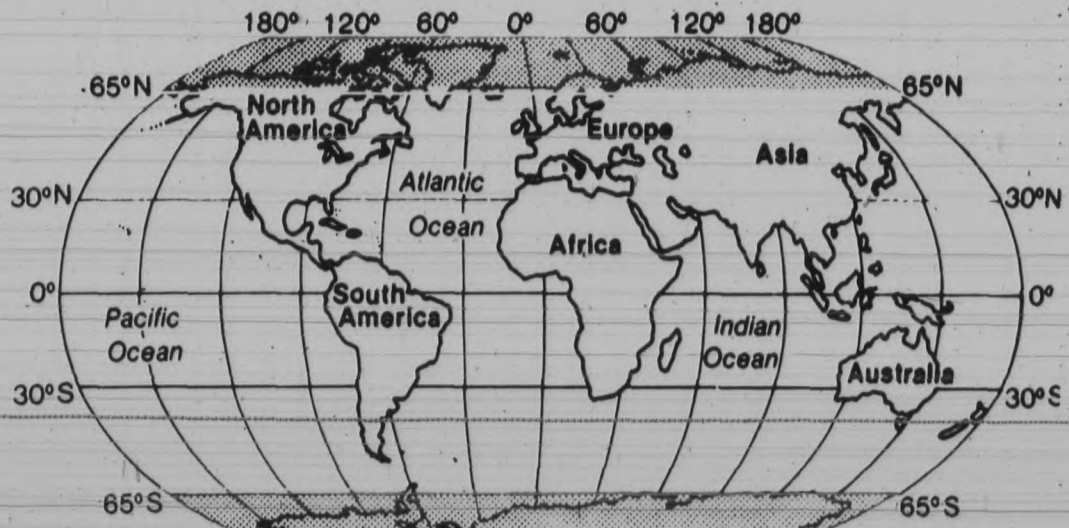 180° 120° 60° 0° 60° 120° 180°
65°N 65°N
North
America
Europe
Asia
30°N Atlantic 30°N
Ocean
Africa
0° South 0°
America
Pacific
Ocean
Indian
Ocean
Australia
30°S 30°S
65°S 65°S